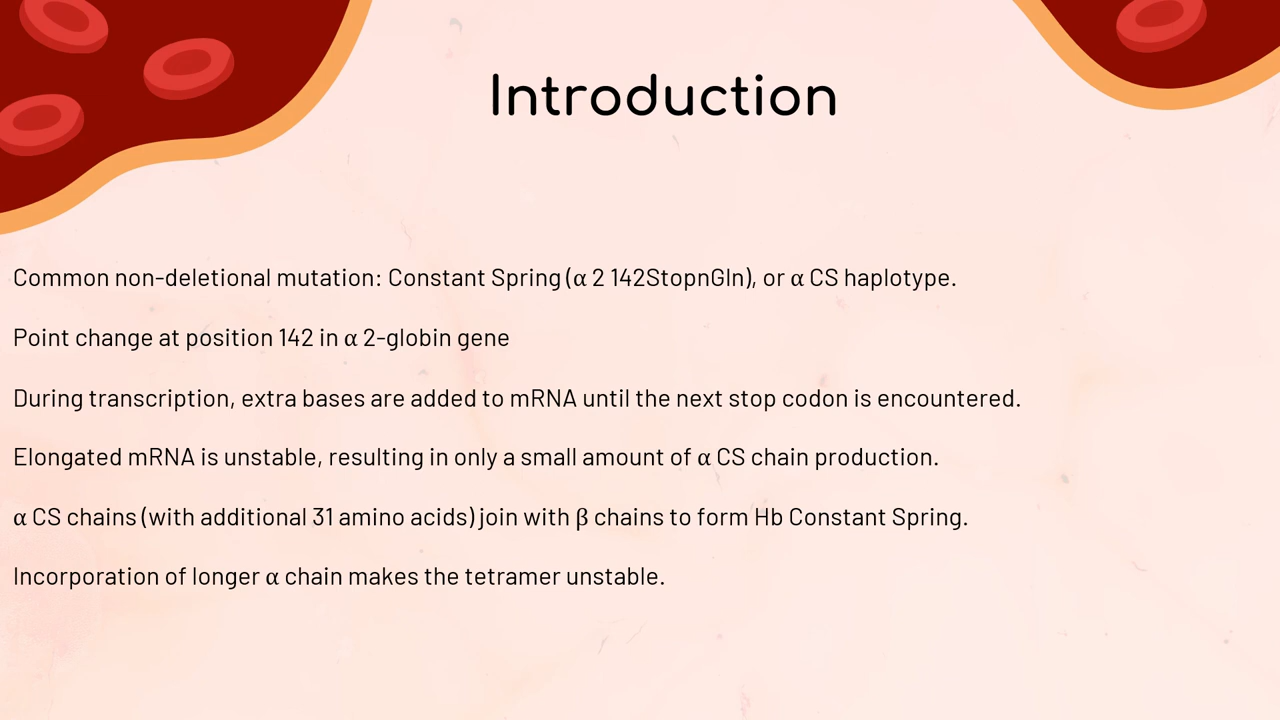 Introduction
Common non-deletional mutation: Constant Spring (α 2 142StopnGln), or α CS haplotype.
Point change at position 142 in α 2-globin gene
During transcription, extra bases are added to mRNA until the next stop codon is encountered.
Elongated mRNA is unstable, resulting in only a small amount of α CS chain production.
α CS chains (with additional 31 amino acids) join with β chains to form Hb Constant Spring.
Incorporation of longer α chain makes the tetramer unstable.